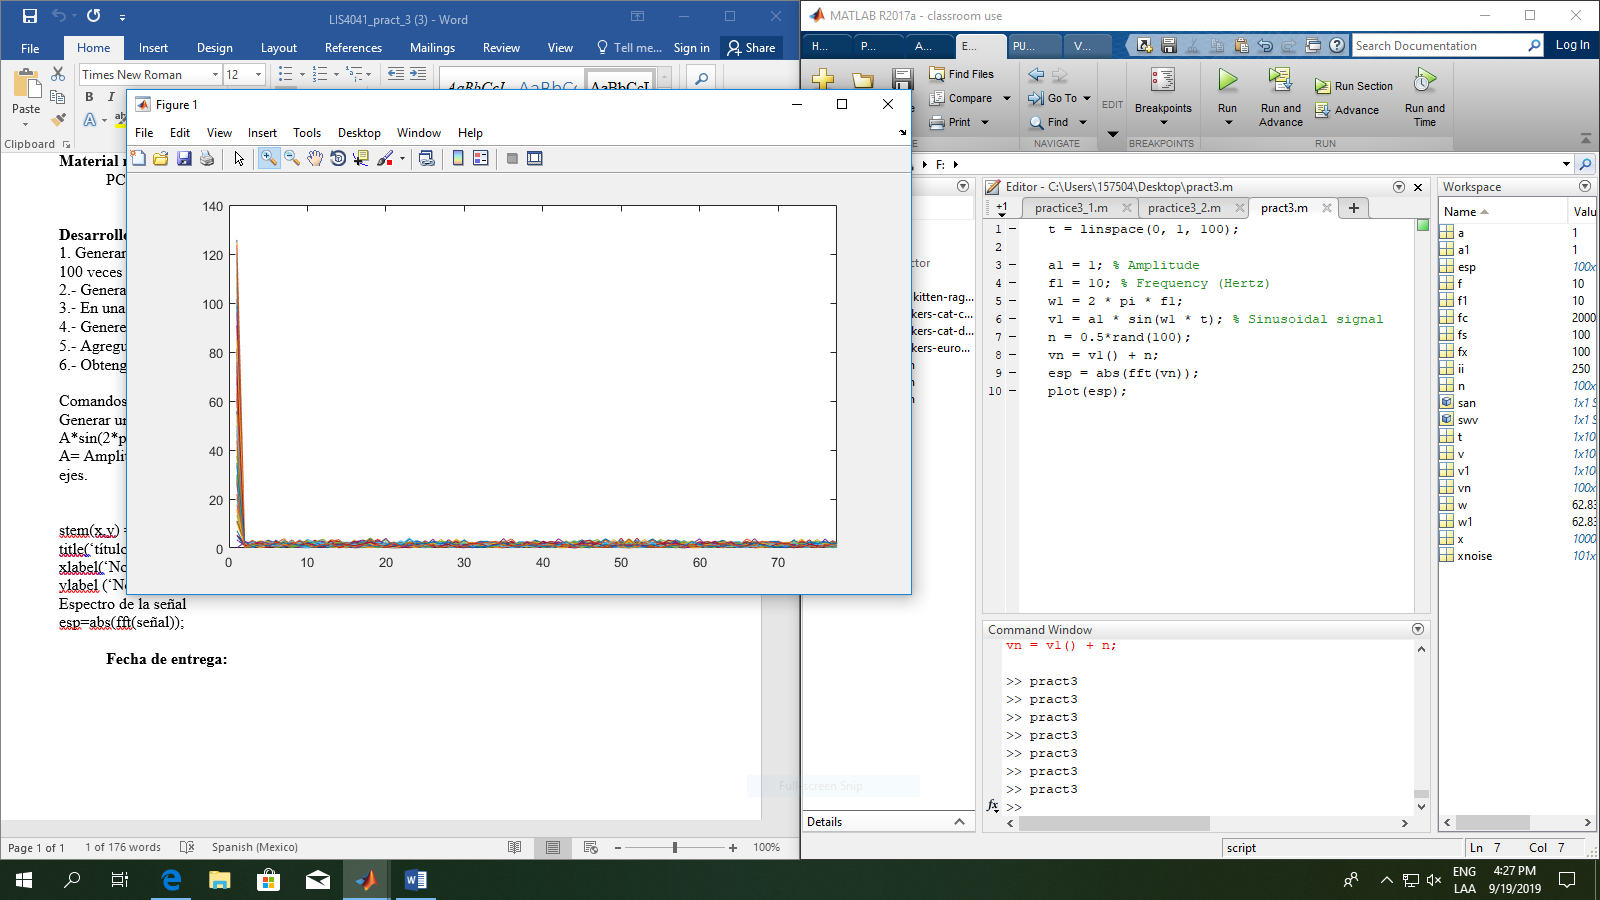 LIS4041_pract_3 (3) - Word
File
Home
Insert
Design
Layout
References
Mailings
Review
View
Tell me...
Sign in
Share
Times New Roman
12
Paste
B
I
Clipboard
AaBbCcI
AaBbC
AaBbCcI
Material
PC
Desarrollo
1. Generar
100 veces
2.- Genera
3.- En una
4.- Genere
5.- Agregu
6.- Obteng
Comandos
Generar un
A*sin(2*p
A= Ampli
ejes.
stem(x,y) =
title('título
xlabel('No
ylabel ('No
Espectro de la señal
esp=abs(fft(señal));
Fecha de entrega:
Page 1 of 1
1 of 176 words
Spanish (Mexico)
100%
Figure 1
File
Edit
View
Insert
Tools
Desktop
Window
Help
140
120
100
80
60
40
20
0
0
10
20
30
40
50
60
70
MATLAB R2017a - classroom use
H...
P...
A...
E...
PU...
V...
Search Documentation
Log In
Find Files
Compare
Print
Go To
Find
NAVIGATE
EDIT
Breakpoints
BREAKPOINTS
Run
Run and
Advance
Run Section
Advance
Run and
Time
RUN
F:
ctor
kitten-rag...
kers-cat-c...
kers-cat-d...
kers-euro...
Full-screen Snip
Details
Editor - C:\Users\157504\Desktop\pract3.m
+1
practice3_1.m
practice3_2.m
pract3.m
1 t = linspace(0, 1, 100);
2
3 a1 = 1; % Amplitude
4 f1 = 10; % Frequency (Hertz)
5 w1 = 2 * pi * f1;
6 v1 = a1 * sin(w1 * t); % Sinusoidal signal
7 n = 0.5*rand(100);
8 vn = v1() + n;
9 esp = abs(fft(vn));
10 plot(esp);
Command Window
vn = v1() + n;
>> pract3
>> pract3
>> pract3
>> pract3
>> pract3
>> pract3
>> pract3
fx >>
Workspace
Name Valu
a 1
a1 1
esp 100x
f 10
f1 10
fc 2000
fs 100
fx 100
ii 250
n 100x
san 1x1 S
swv 1x1 S
t 1x10
v 1x10
v1 1x10
vn 100x
w 62.83
w1 62.83
x 1000
xnoise 101x
script
Ln 7 Col 7
ENG
LAA
4:27 PM
9/19/2019